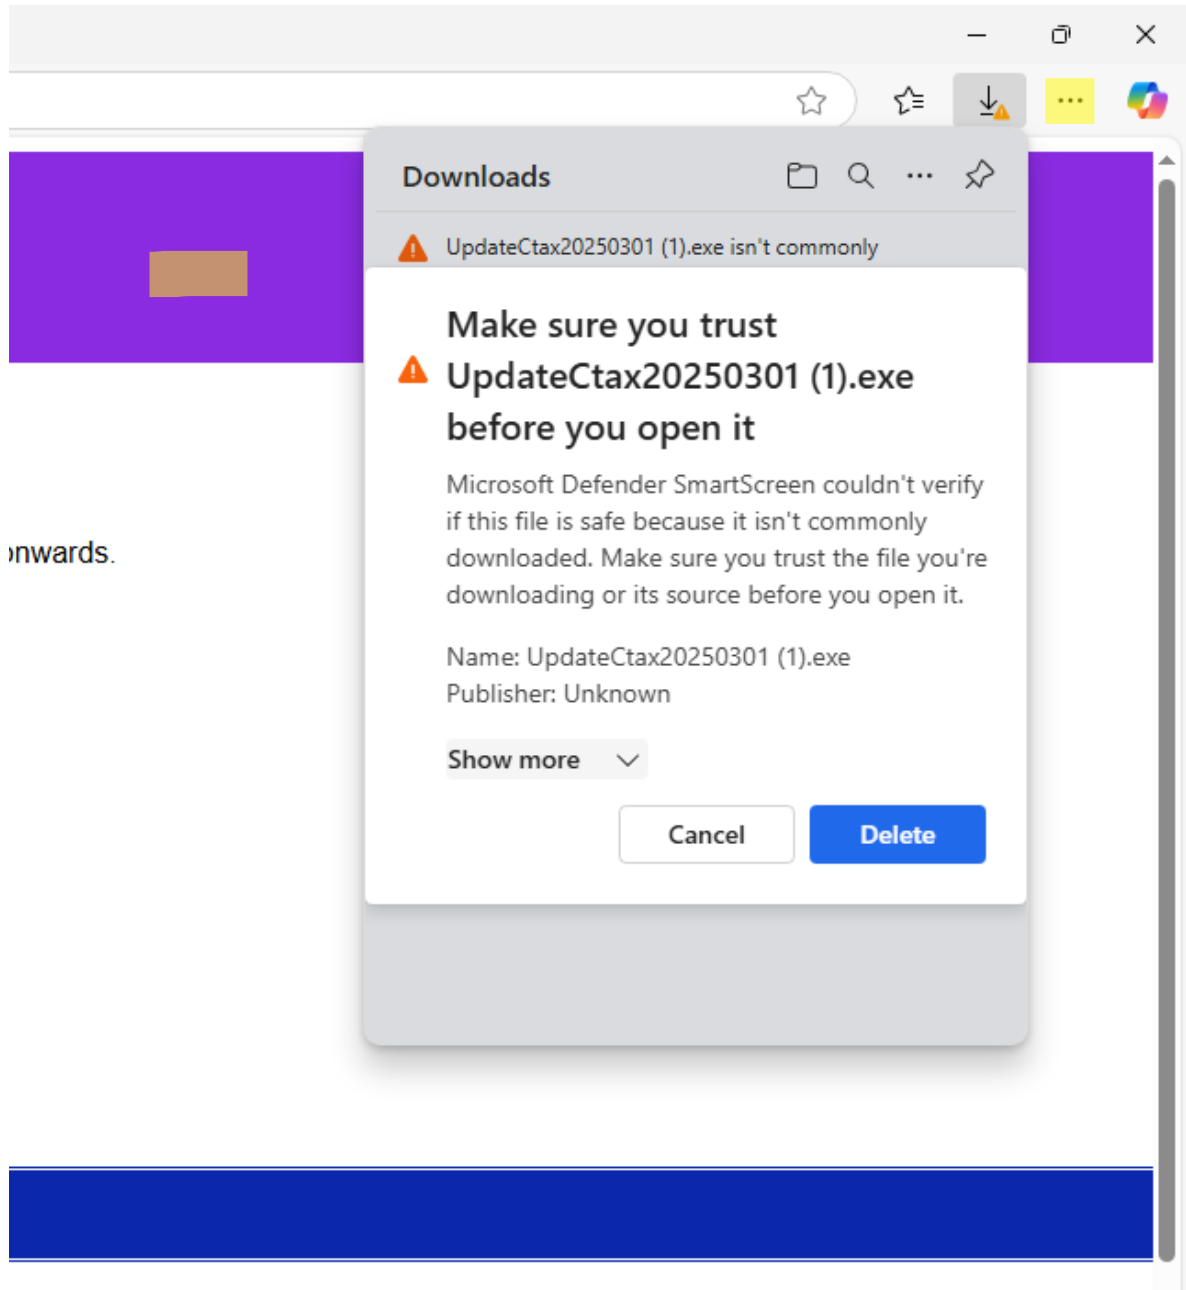 Downloads
UpdateCtax20250301 (1).exe isn't commonly
Make sure you trust
UpdateCtax20250301 (1).exe
before you open it
Microsoft Defender SmartScreen couldn't verify
if this file is safe because it isn't commonly
downloaded. Make sure you trust the file you're
downloading or its source before you open it.
onwards.
Name: UpdateCtax20250301 (1).exe
Publisher: Unknown
Show more
Cancel Delete